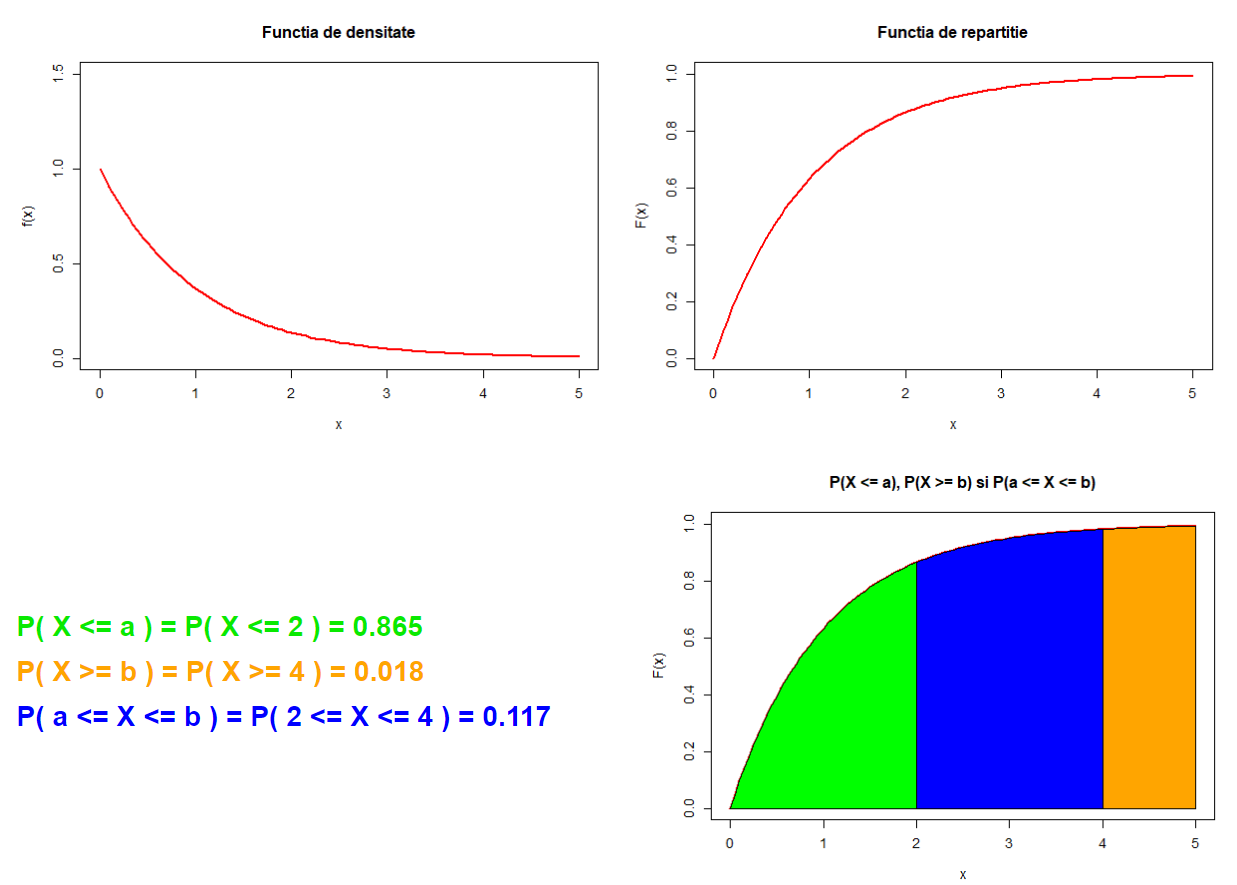 Functia de densitate
f(x)
1.5
1.0
0.5
0.0
0 1 2 3 4 5
x
Functia de repartitie
F(x)
1.0
0.8
0.6
0.4
0.2
0.0
0 1 2 3 4 5
x
P( X <= a ) = P( X <= 2 ) = 0.865
P( X >= b ) = P( X >= 4 ) = 0.018
P( a <= X <= b ) = P( 2 <= X <= 4 ) = 0.117
P(X <= a), P(X >= b) si P(a <= X <= b)
F(x)
1.0
0.8
0.6
0.4
0.2
0.0
0 1 2 3 4 5
x